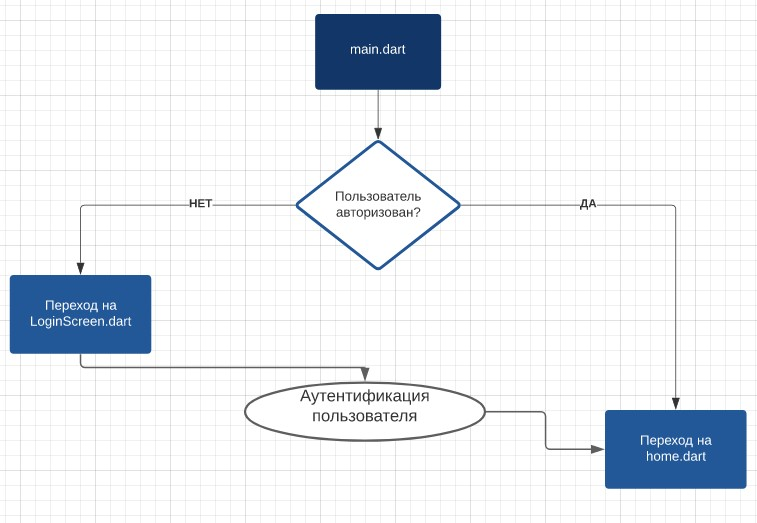 main.dart
Пользователь
авторизован?
НЕТ
ДА
Переход на
LoginScreen.dart
Аутентификация
пользователя
Переход на
home.dart